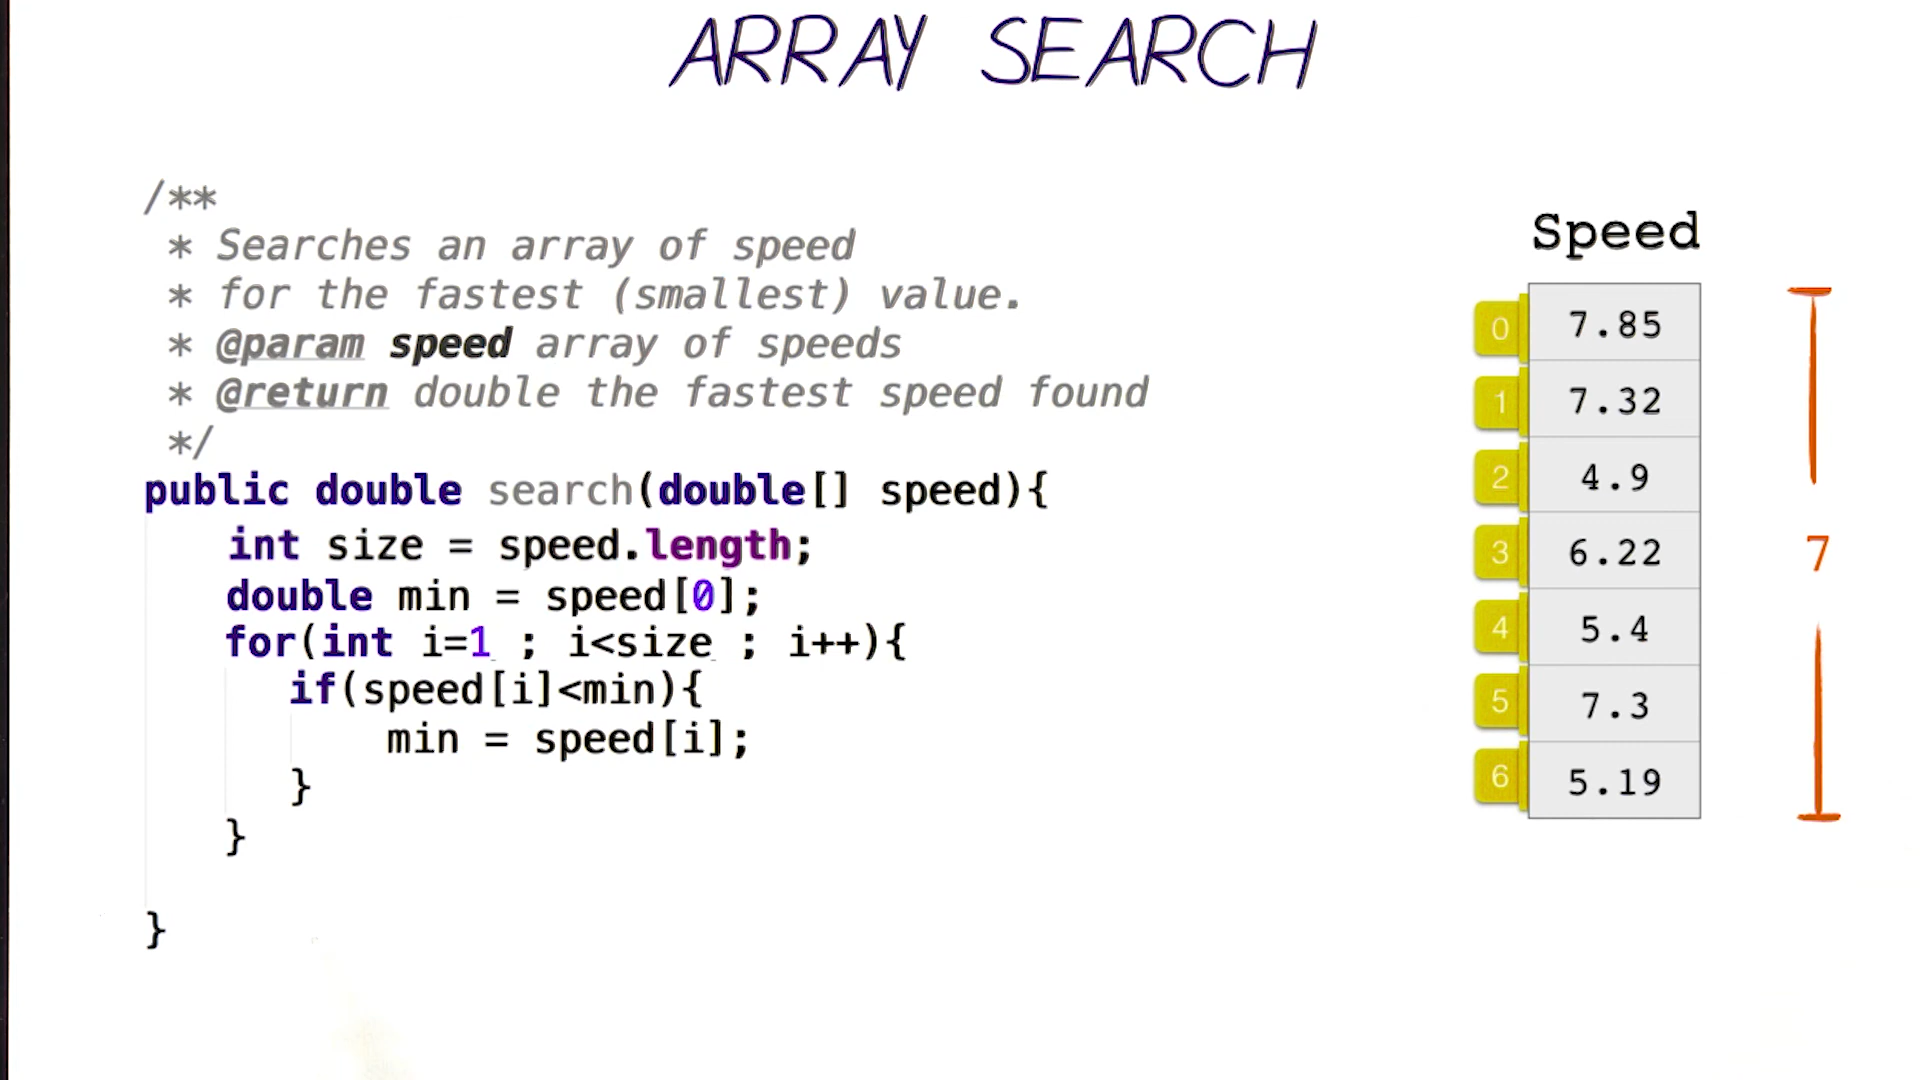 ARRAY SEARCH
/**
* Searches an array of speed
* for the fastest (smallest) value.
* @param speed array of speeds
* @return double the fastest speed found
*/
public double search(double[] speed){
int size = speed.length;
double min = speed[0];
for(int i=1 ; i<size ; i++){
if(speed[i]<min){
min = speed[i];
}
}
}
Speed
0 7.85
1 7.32
2 4.9
3 6.22
4 5.4
5 7.3
6 5.19
7